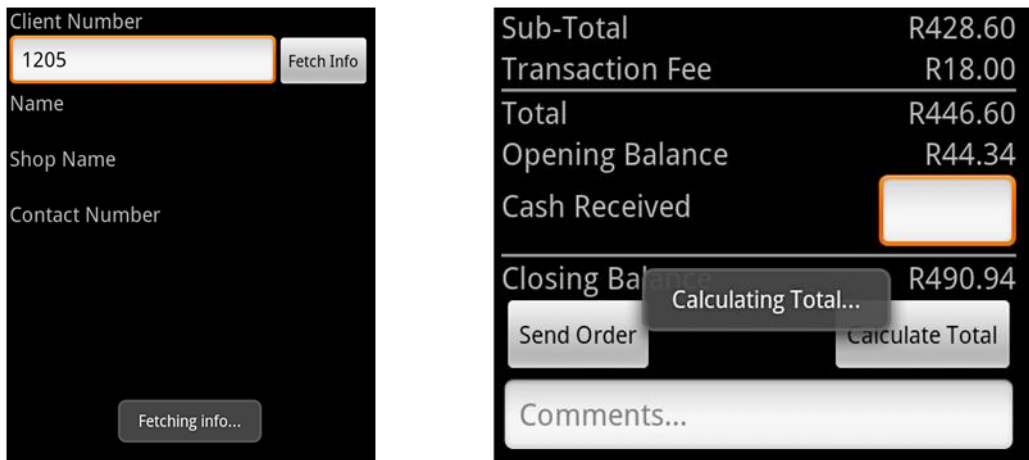 Client Number
1205 Fetch Info
Name
Shop Name
Contact Number
Fetching info...
Sub-Total R428.60
Transaction Fee R18.00
Total R446.60
Opening Balance R44.34
Cash Received
Closing Balance R490.94
Calculating Total...
Send Order Calculate Total
Comments...